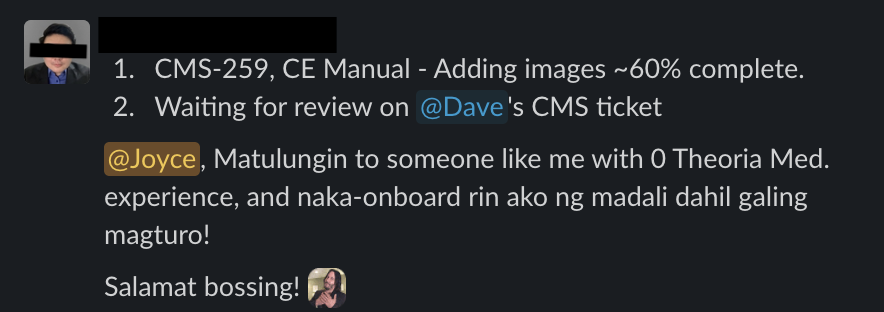 1. CMS-259, CE Manual - Adding images ~60% complete.
2. Waiting for review on @Dave's CMS ticket
@Joyce, Matulungin to someone like me with 0 Theoria Med.
experience, and naka-onboard rin ako ng madali dahil galing
magturo!
Salamat bossing!